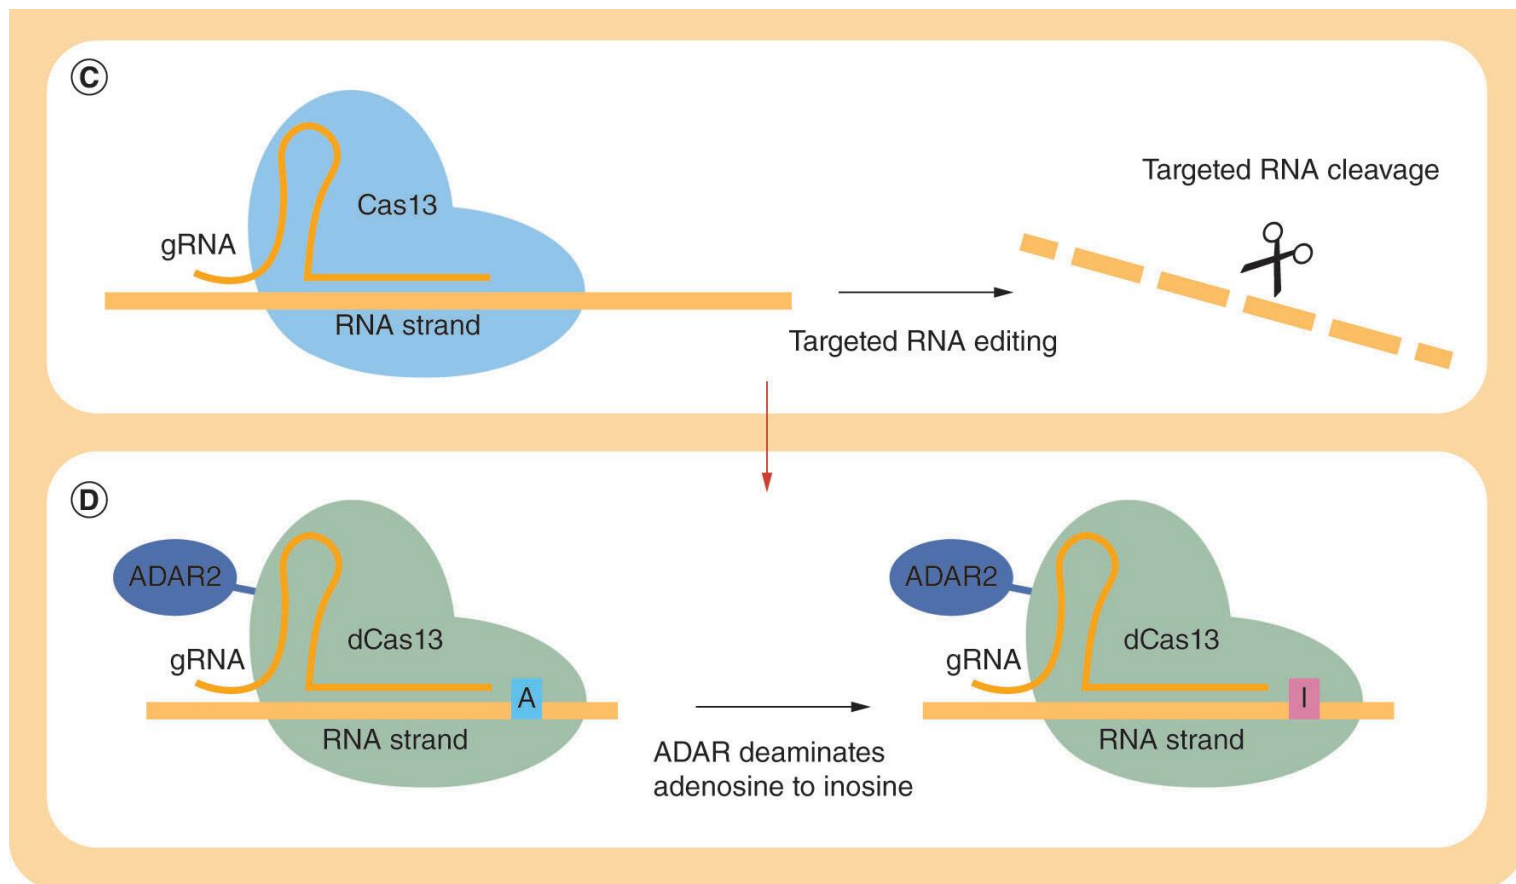 C
Targeted RNA cleavage
Cas13
gRNA
RNA strand
Targeted RNA editing
D
ADAR2
dCas13
gRNA
A
RNA strand
ADAR deaminates
adenosine to inosine
ADAR2
dCas13
gRNA
I
RNA strand